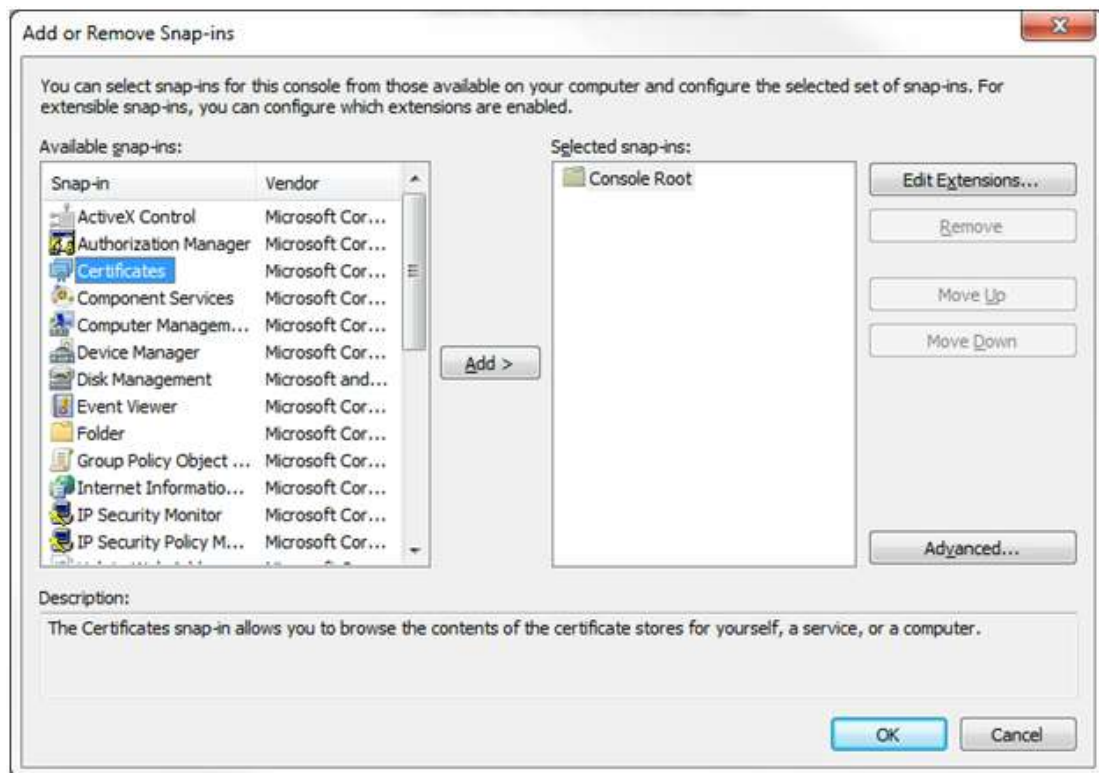 Add or Remove Snap-ins
You can select snap-ins for this console from those available on your computer and configure the selected set of snap-ins. For
extensible snap-ins, you can configure which extensions are enabled.
Available snap-ins:
Snap-in Vendor
ActiveX Control Microsoft Cor...
Authorization Manager Microsoft Cor...
Certificates Microsoft Cor...
Component Services Microsoft Cor...
Computer Managem... Microsoft Cor...
Device Manager Microsoft Cor...
Disk Management Microsoft and...
Event Viewer Microsoft Cor...
Folder Microsoft Cor...
Group Policy Object ... Microsoft Cor...
Internet Informatio... Microsoft Cor...
IP Security Monitor Microsoft Cor...
IP Security Policy M... Microsoft Cor...
Add >
Selected snap-ins:
Console Root
Edit Extensions...
Remove
Move Up
Move Down
Advanced...
Description:
The Certificates snap-in allows you to browse the contents of the certificate stores for yourself, a service, or a computer.
OK Cancel